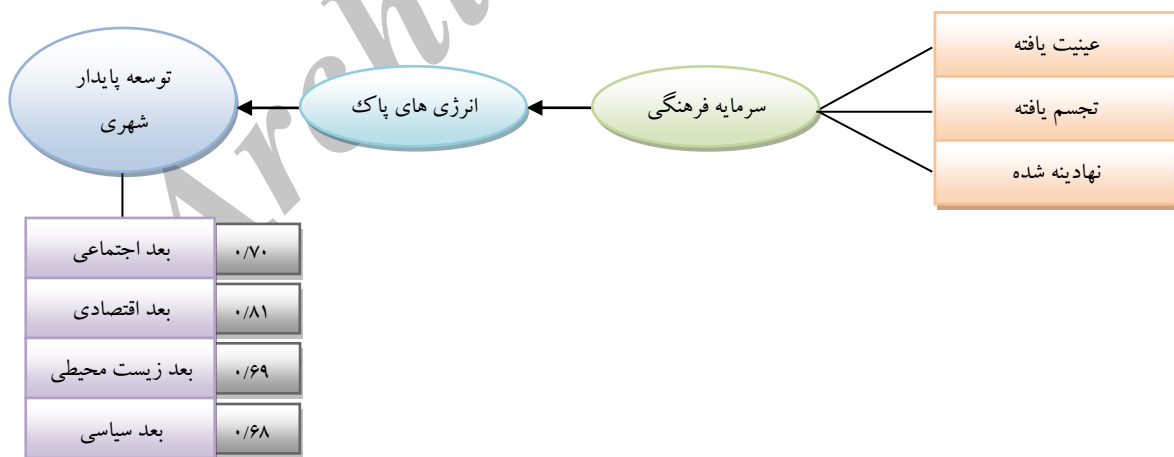 عینیت یافته
تجسم یافته
نهادینه شده
سرمایه فرهنگی
انرژی های پاک
توسعه پایدار
شهری
بعد اجتماعی
۰/۷۰
بعد اقتصادی
۰/۸۱
بعد زیست محیطی
۰/۶۹
بعد سیاسی
۰/۶۸